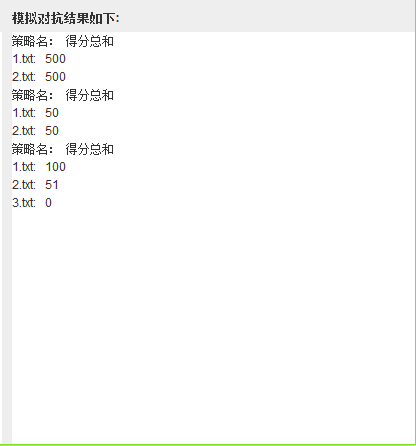 模拟对抗结果如下:
策略名： 得分总和
1.txt: 500
2.txt: 500
策略名： 得分总和
1.txt: 50
2.txt: 50
策略名： 得分总和
1.txt: 100
2.txt: 51
3.txt: 0